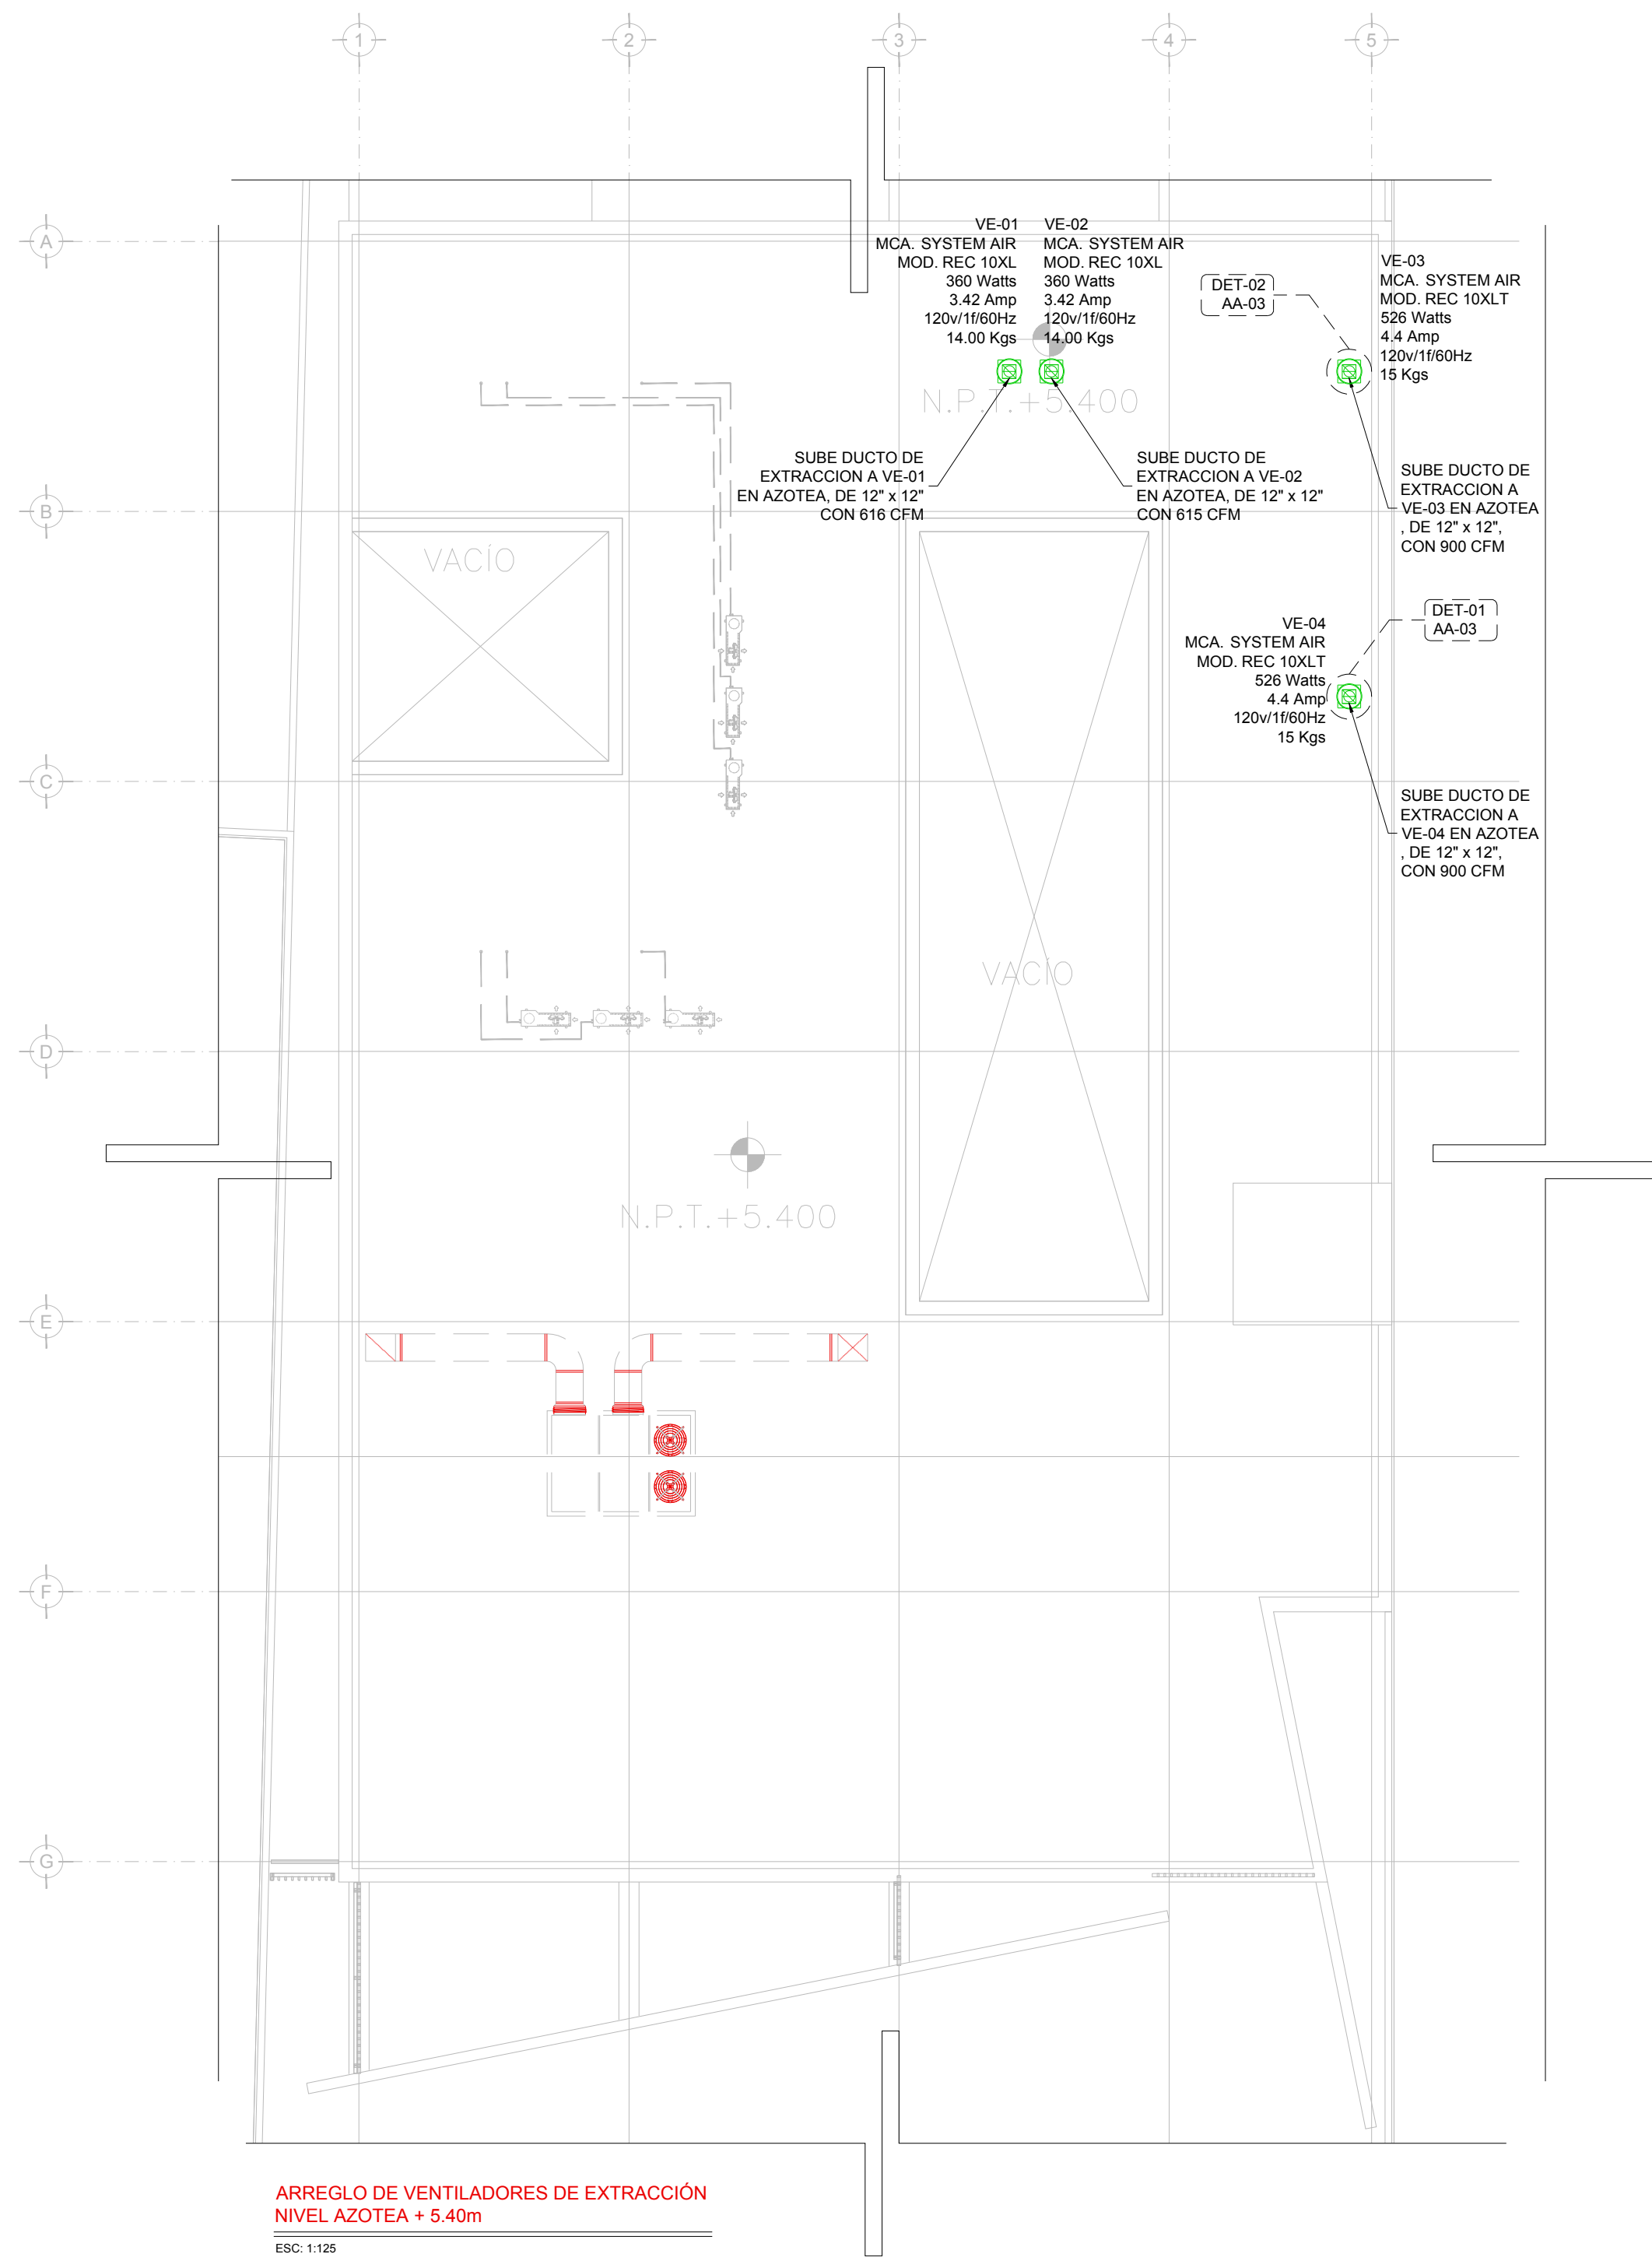 1
2
3
4
5
A
B
C
D
E
F
G
VE-01
MCA. SYSTEM AIR
MOD. REC 10XL
360 Watts
3.42 Amp
120v/1f/60Hz
14.00 Kgs
VE-02
MCA. SYSTEM AIR
MOD. REC 10XL
360 Watts
3.42 Amp
120v/1f/60Hz
14.00 Kgs
DET-02
AA-03
VE-03
MCA. SYSTEM AIR
MOD. REC 10XLT
526 Watts
4.4 Amp
120v/1f/60Hz
15 Kgs
N.P.T.+5.400
SUBE DUCTO DE
EXTRACCION A VE-01
EN AZOTEA, DE 12" x 12"
CON 616 CFM
SUBE DUCTO DE
EXTRACCION A VE-02
EN AZOTEA, DE 12" x 12"
CON 615 CFM
SUBE DUCTO DE
EXTRACCION A
VE-03 EN AZOTEA
, DE 12" x 12",
CON 900 CFM
VACÍO
DET-01
AA-03
VE-04
MCA. SYSTEM AIR
MOD. REC 10XLT
526 Watts
4.4 Amp
120v/1f/60Hz
15 Kgs
SUBE DUCTO DE
EXTRACCION A
VE-04 EN AZOTEA
, DE 12" x 12",
CON 900 CFM
VACÍO
N.P.T.+5.400
ARREGLO DE VENTILADORES DE EXTRACCIÓN
NIVEL AZOTEA + 5.40m
ESC: 1:125